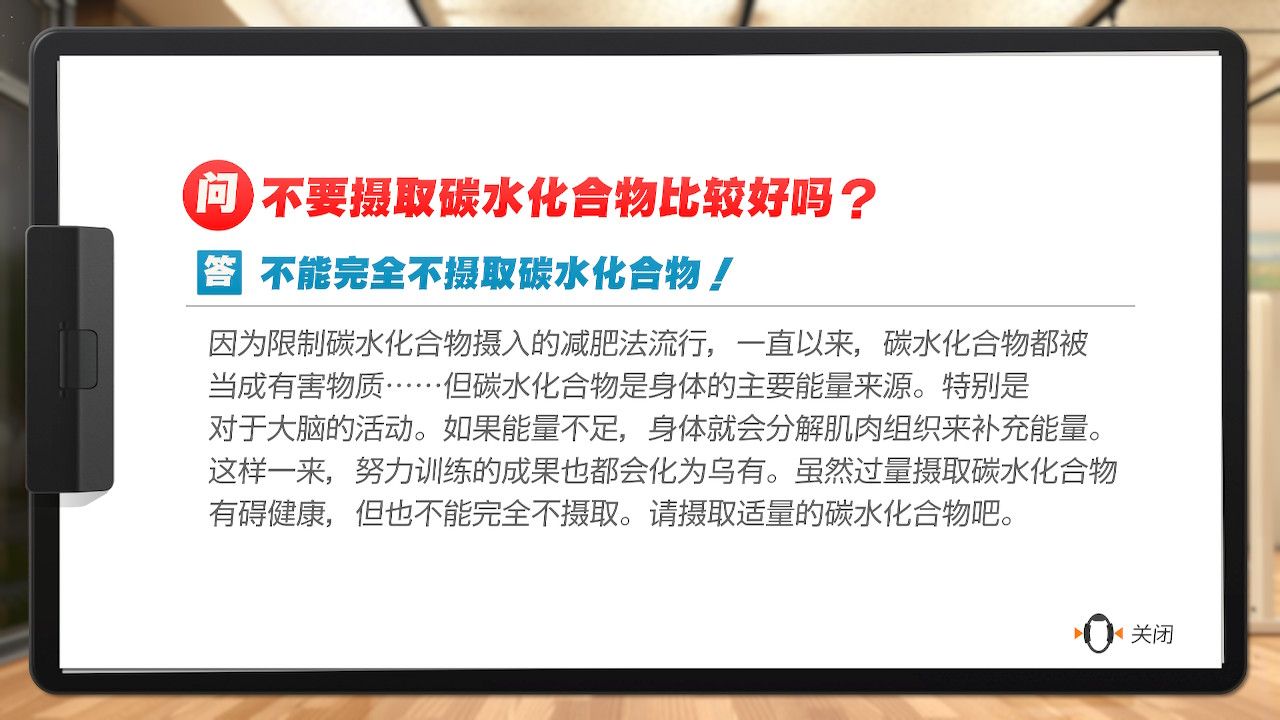 问 不要摄取碳水化合物比较好吗？
答 不能完全不摄取碳水化合物！
因为限制碳水化合物摄入的减肥法流行，一直以来，碳水化合物都被
当成有害物质……但碳水化合物是身体的主要能量来源。特别是
对于大脑的活动。如果能量不足，身体就会分解肌肉组织来补充能量。
这样一来，努力训练的成果也都会化为乌有。虽然过量摄取碳水化合物
有碍健康，但也不能完全不摄取。请摄取适量的碳水化合物吧。
关闭